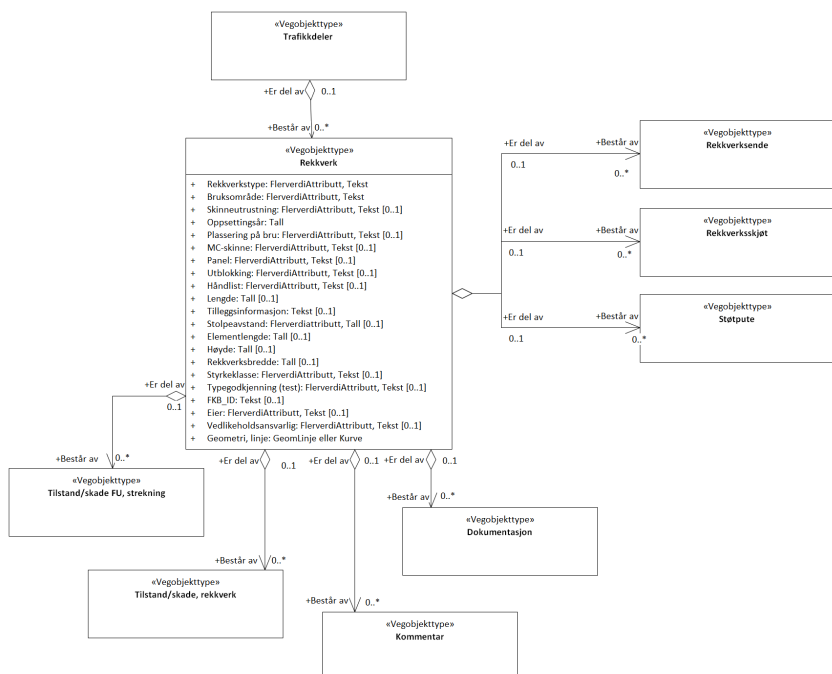 «Vegobjekttype»
Trafikkdeler
+Er del av
0..1
+Består av
0..*
«Vegobjekttype»
Rekkverk
+ Rekkverkstype: FlerverdiAttributt, Tekst
+ Bruksområde: FlerverdiAttributt, Tekst
+ Skinneutrustning: FlerverdiAttributt, Tekst [0..1]
+ Oppsettingsår: Tall
+ Plassering på bru: FlerverdiAttributt, Tekst [0..1]
+ MC-skinne: FlerverdiAttributt, Tekst [0..1]
+ Panel: FlerverdiAttributt, Tekst [0..1]
+ Utblokking: FlerverdiAttributt, Tekst [0..1]
+ Håndlist: FlerverdiAttributt, Tekst [0..1]
+ Lengde: Tall [0..1]
+ Tilleggsinformasjon: Tekst [0..1]
+ Stolpeavstand: Flerverdiattributt, Tall [0..1]
+ Elementlengde: Tall [0..1]
+ Høyde: Tall [0..1]
+ Rekkverksbredde: Tall [0..1]
+ Styrkeklasse: FlerverdiAttributt, Tekst [0..1]
+ Typegodkjenning (test): FlerverdiAttributt, Tekst [0..1]
+ FKB_ID: Tekst [0..1]
+ Eier: FlerverdiAttributt, Tekst [0..1]
+ Vedlikeholdsansvarlig: FlerverdiAttributt, Tekst [0..1]
+ Geometri, linje: GeomLinje eller Kurve
+Er del av
0..1
+Består av
0..*
«Vegobjekttype»
Rekkverksende
+Er del av
0..1
+Består av
0..*
«Vegobjekttype»
Rekkverksskjøt
+Er del av
0..1
+Består av
0..*
«Vegobjekttype»
Støtpute
+Er del av
0..1
+Består av
0..*
«Vegobjekttype»
Tilstand/skade FU, strekning
+Er del av
0..1
+Består av
0..*
«Vegobjekttype»
Tilstand/skade, rekkverk
+Er del av
0..1
+Består av
0..*
«Vegobjekttype»
Kommentar
+Er del av
0..1
+Består av
0..*
«Vegobjekttype»
Dokumentasjon